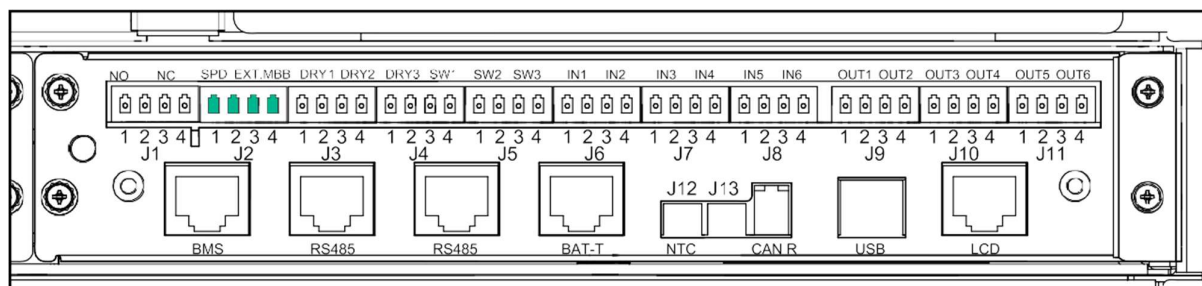 NO NC SPD EXT.MBB DRY1 DRY2 DRY3 SW1 SW2 SW3 IN1 IN2 IN3 IN4 IN5 IN6 OUT1 OUT2 OUT3 OUT4 OUT5 OUT6
1 2 3 4 1 2 3 4 1 2 3 4 1 2 3 4 1 2 3 4 1 2 3 4 1 2 3 4 1 2 3 4 1 2 3 4 1 2 3 4 1 2 3 4
J1 J2 J3 J4 J5 J6 J7 J8 J9 J10 J11
J12 J13
BMS RS485 RS485 BAT-T NTC CAN R USB LCD